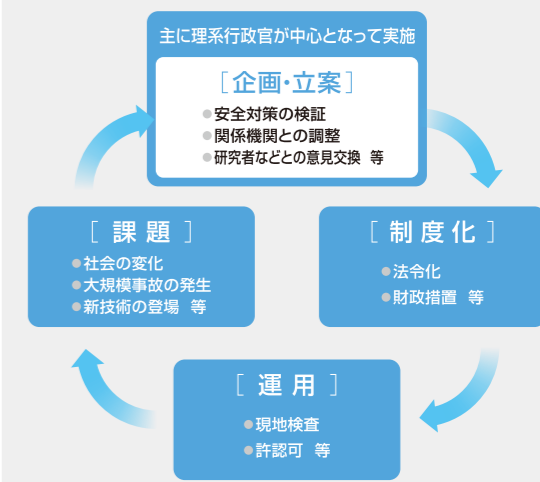 主に理系行政官が中心となって実施
［企画・立案］
●安全対策の検証
●関係機関との調整
●研究者などとの意見交換 等
［課題］
●社会の変化
●大規模事故の発生
●新技術の登場 等
［制度化］
●法令化
●財政措置 等
［運用］
●現地検査
●許認可 等